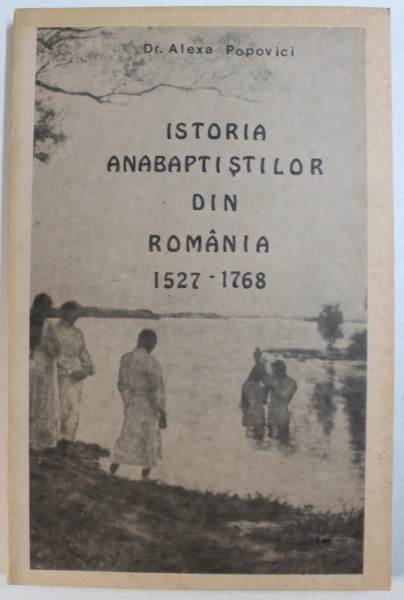 Dr. Alexa Popovici
ISTORIA
ANABAPTIŞTILOR
DIN
ROMÂNIA
1527 - 1768